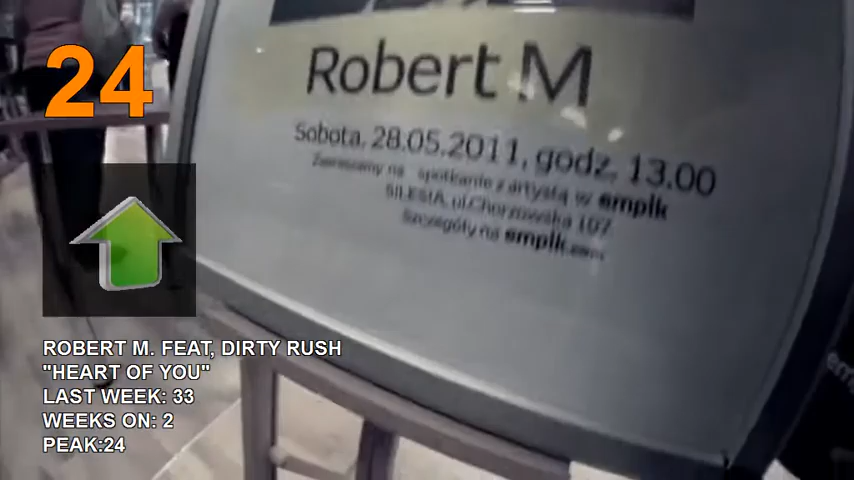 24
Robert M
Sobota, 28.05.2011, godz. 13.00
Zapraszamy na spotkanie z artystą w empik
SILESIA, ul.Chorzowska 107
Szczegóły na empik.com
ROBERT M. FEAT, DIRTY RUSH
"HEART OF YOU"
LAST WEEK: 33
WEEKS ON: 2
PEAK:24